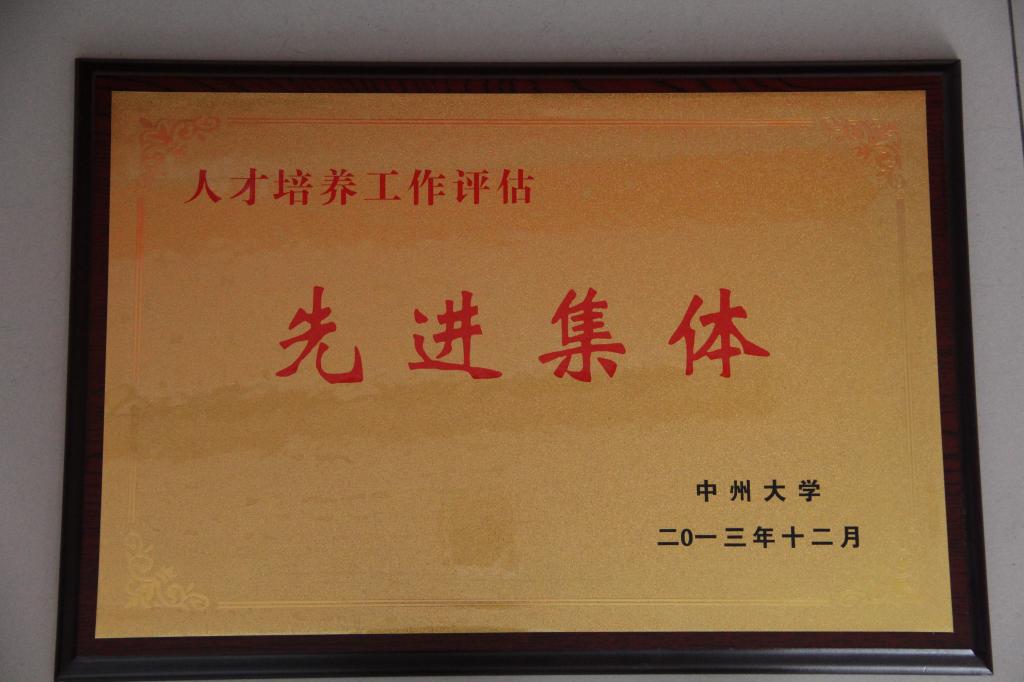 人才培养工作评估
先进集体
中州大学
二0一三年十二月